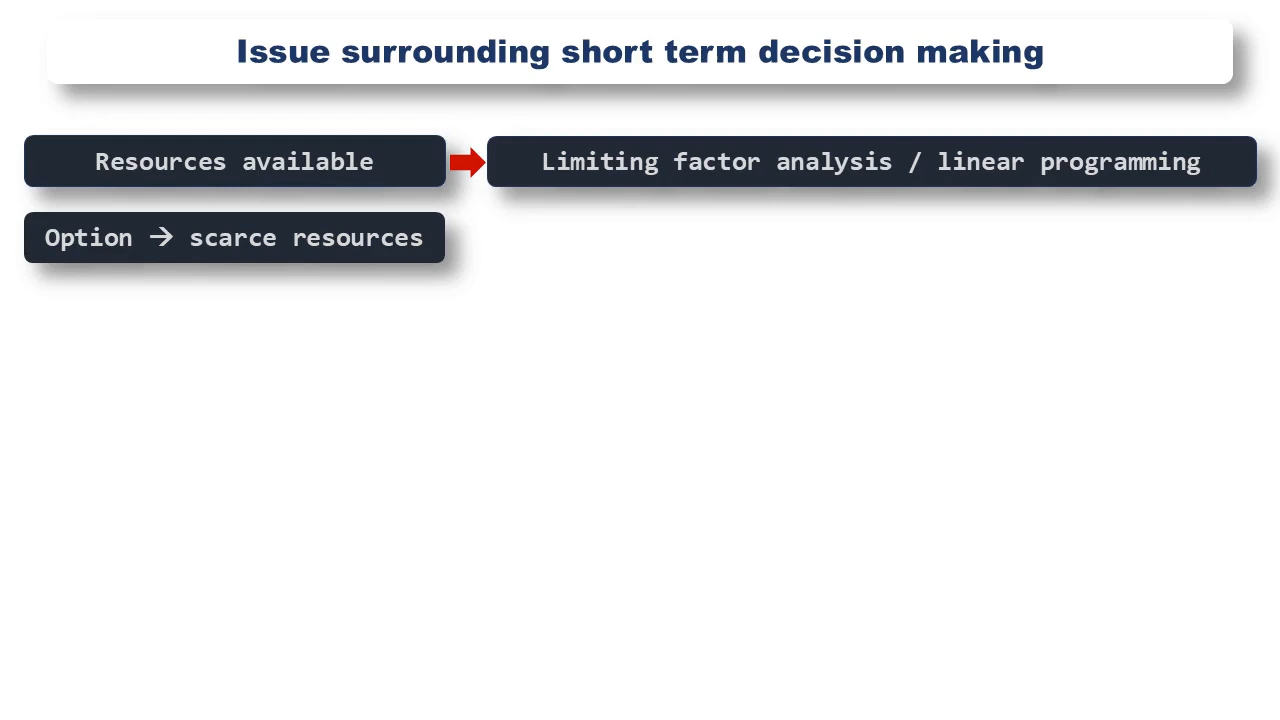 Issue surrounding short term decision making
Resources available
Limiting factor analysis / linear programming
Option → scarce resources